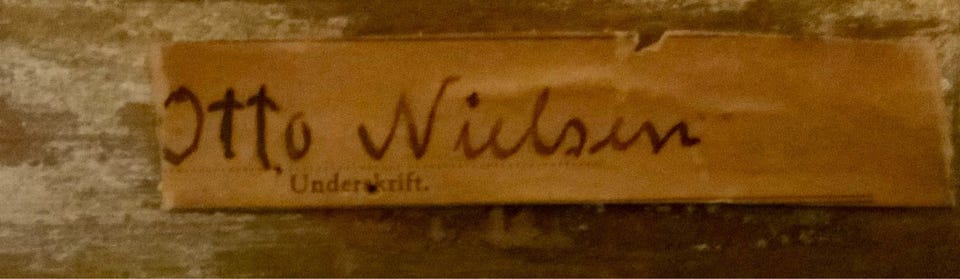 Otto Nielsen
Underskrift.